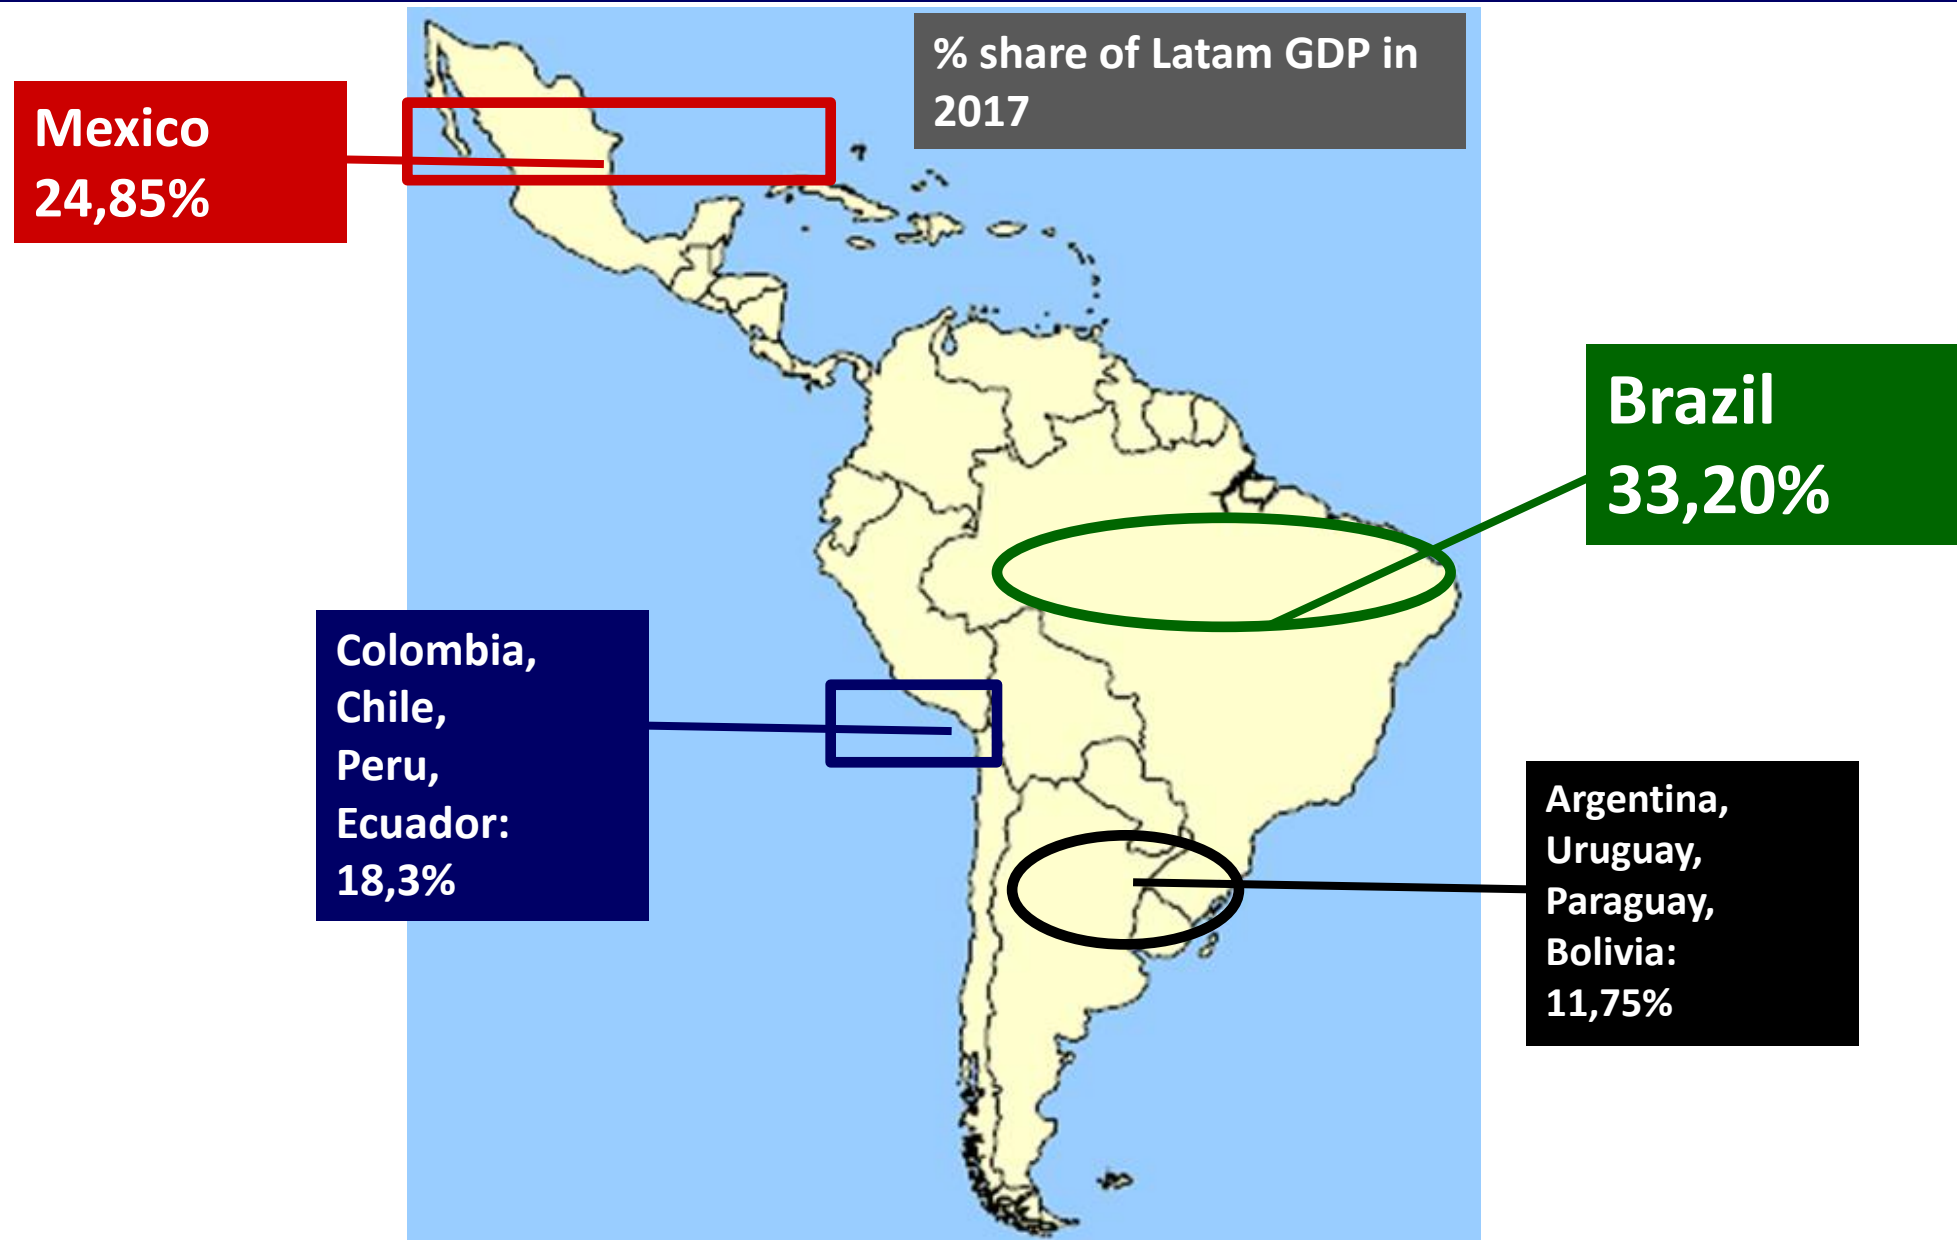 % share of Latam GDP in
2017
Mexico
24,85%
Brazil
33,20%
Colombia,
Chile,
Peru,
Ecuador:
18,3%
Argentina,
Uruguay,
Paraguay,
Bolivia:
11,75%